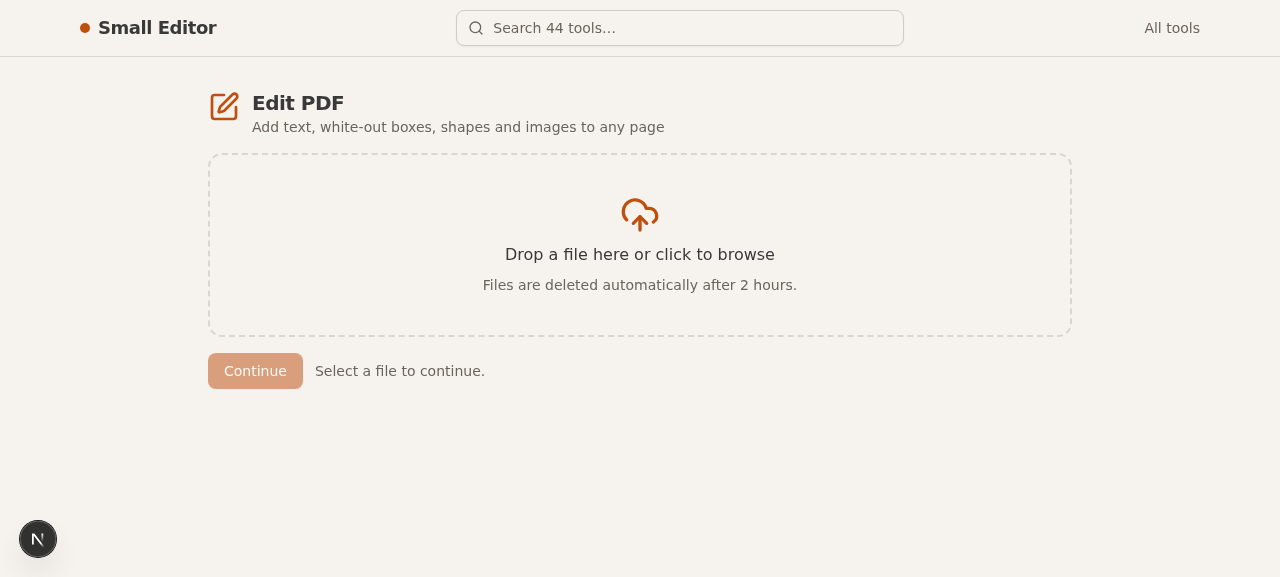 Small Editor
Search 44 tools...
All tools
Edit PDF
Add text, white-out boxes, shapes and images to any page
Drop a file here or click to browse
Files are deleted automatically after 2 hours.
Continue
Select a file to continue.
N